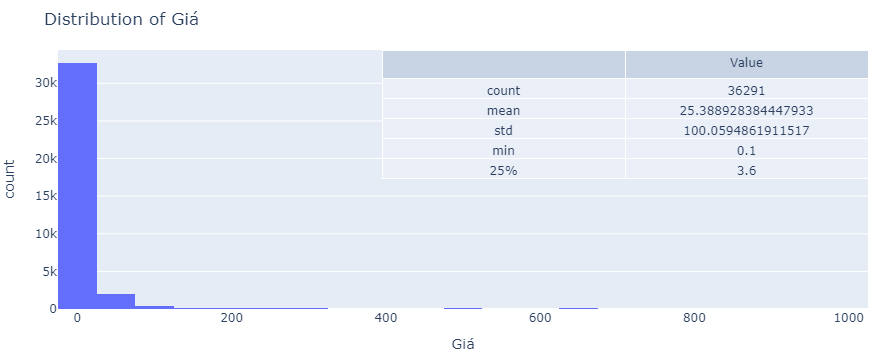 Distribution of Giá
Value
count 36291
mean 25.388928384447933
std 100.0594861911517
min 0.1
25% 3.6
30k
25k
20k
15k
10k
5k
0
count
0 200 400 600 800 1000
Giá